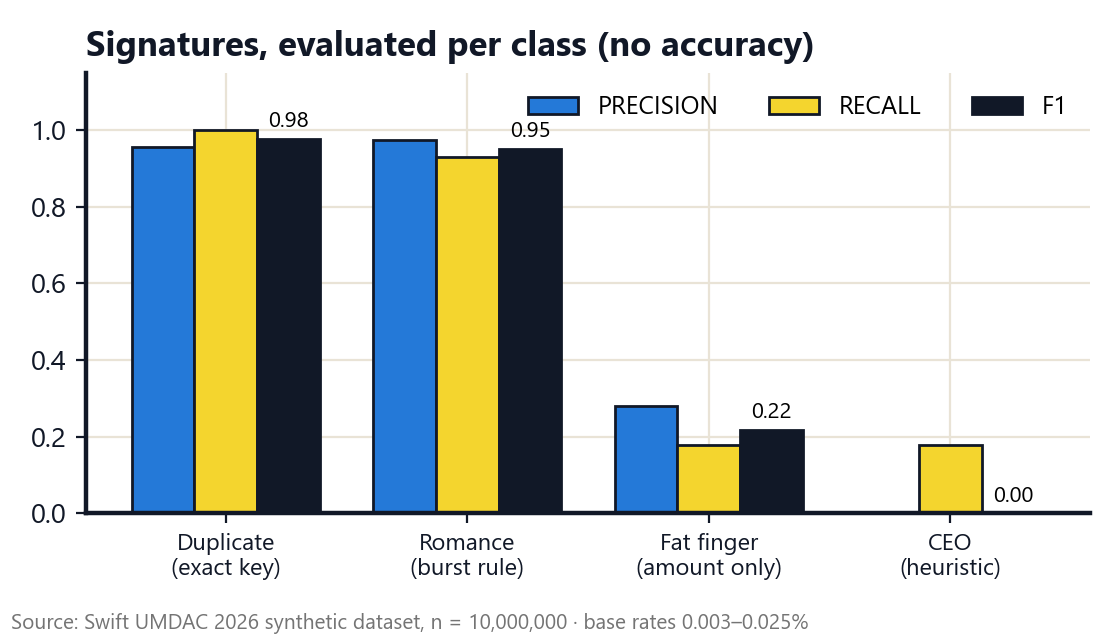 Signatures, evaluated per class (no accuracy)
PRECISION RECALL F1
1.0
0.8
0.6
0.4
0.2
0.0
0.98
0.95
0.22
0.00
Duplicate
(exact key)
Romance
(burst rule)
Fat finger
(amount only)
CEO
(heuristic)
Source: Swift UMDAC 2026 synthetic dataset, n = 10,000,000 · base rates 0.003–0.025%